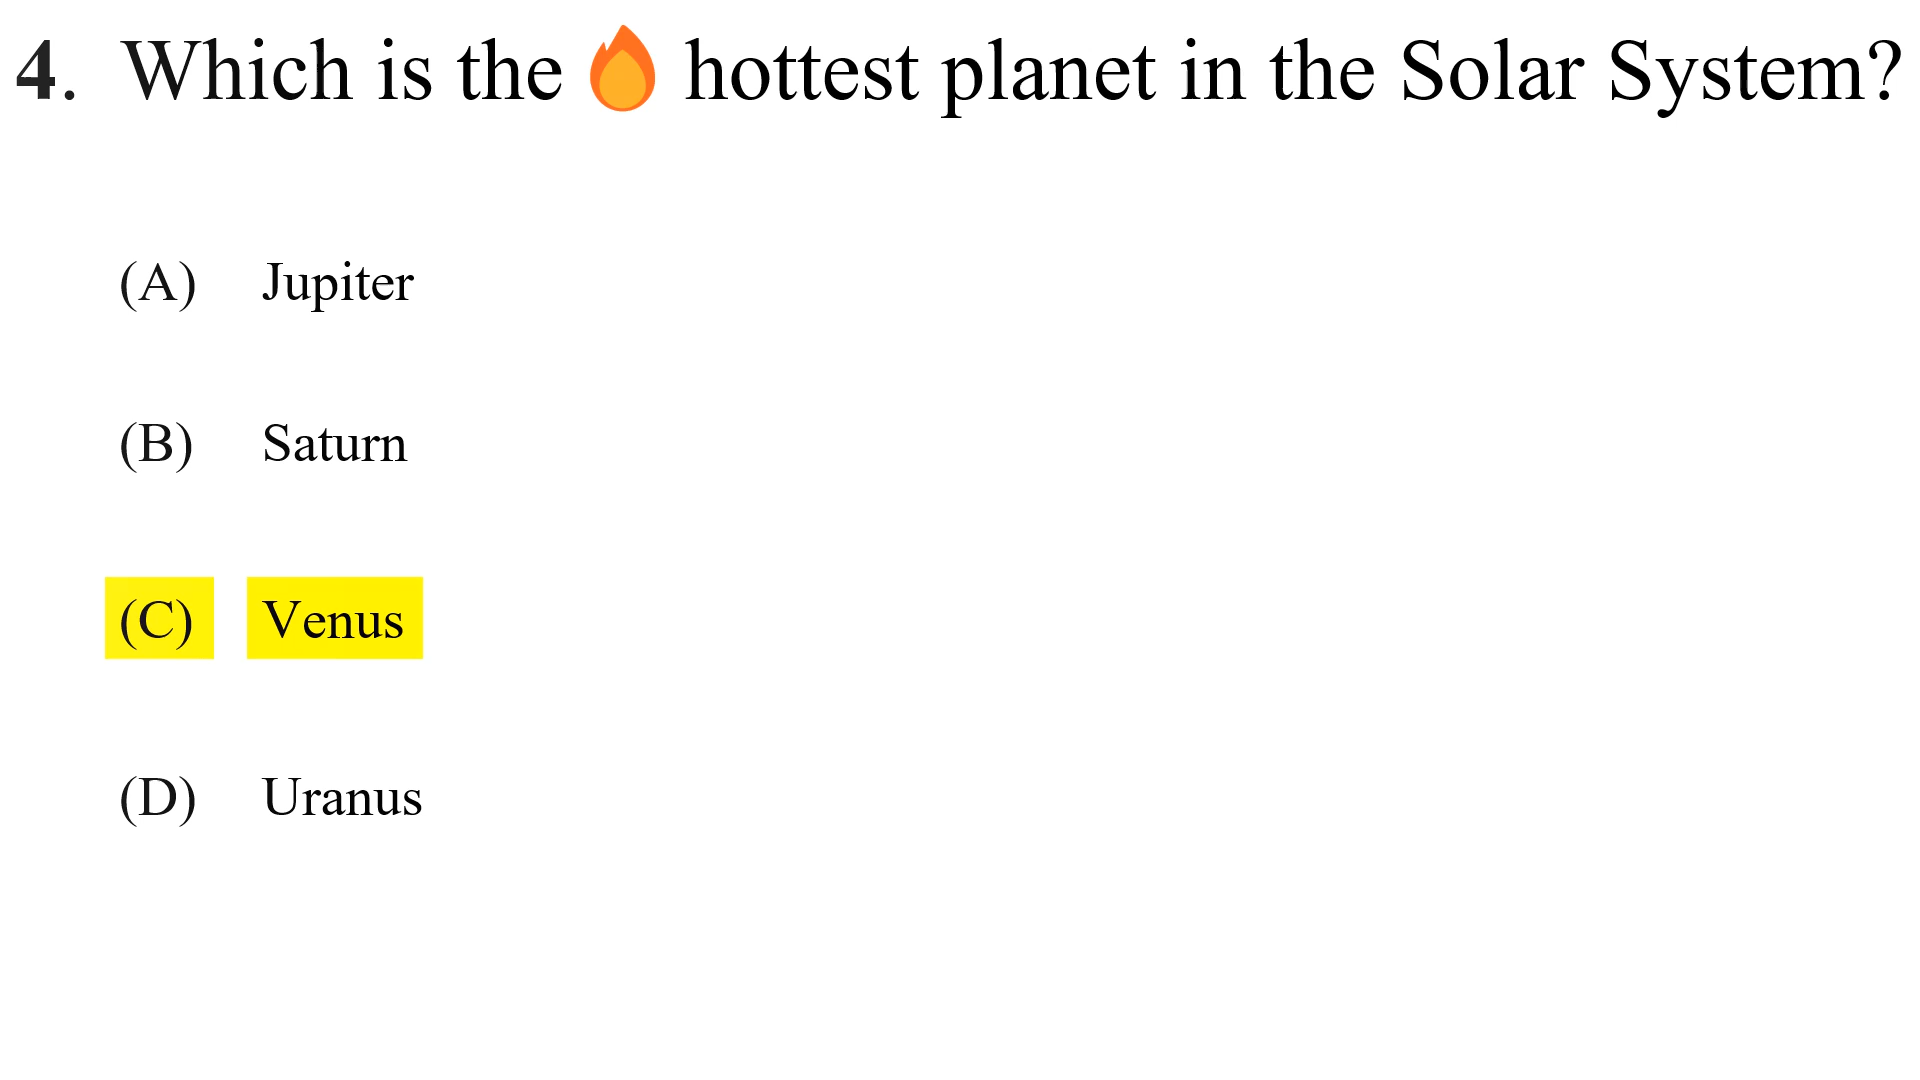 4. Which is the 🔥 hottest planet in the Solar System?
(A) Jupiter
(B) Saturn
(C) Venus
(D) Uranus